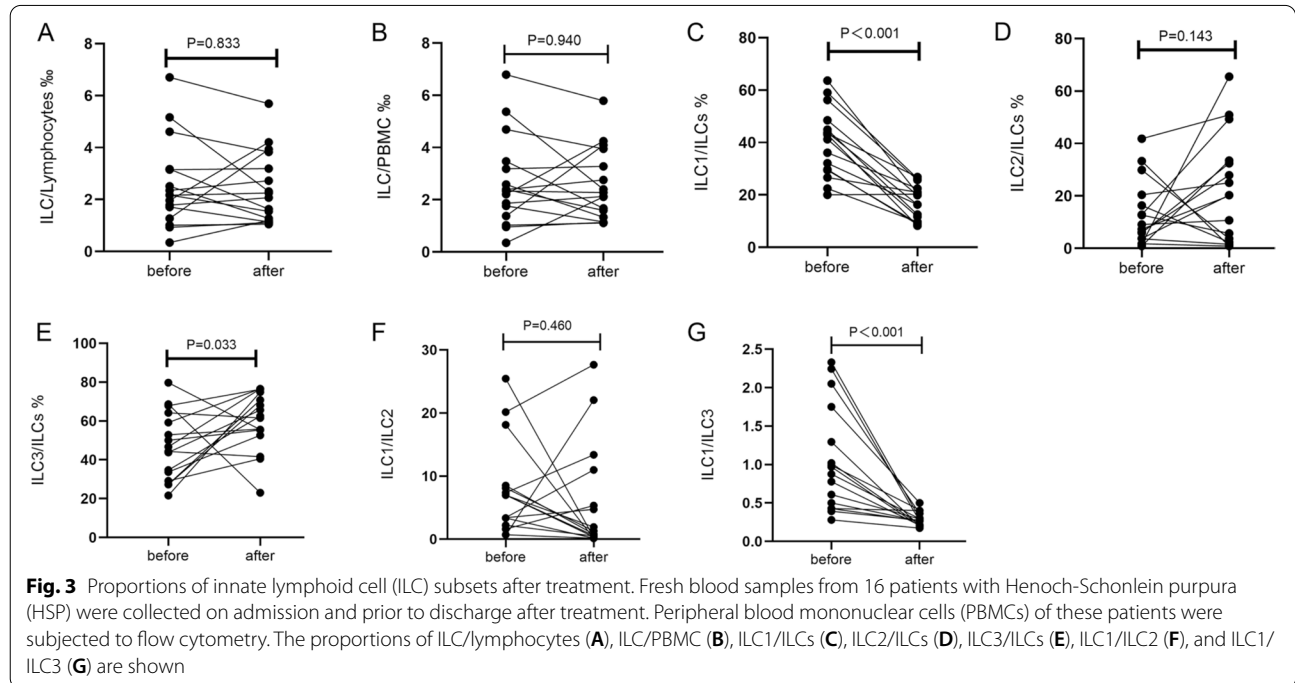 A
P=0.833
ILC/Lymphocytes ‰
8
6
4
2
0
before after
B
P=0.940
ILC/PBMC ‰
8
6
4
2
0
before after
C
P<0.001
ILC1/ILCs %
80
60
40
20
0
before after
D
P=0.143
ILC2/ILCs %
80
60
40
20
0
before after
E
P=0.033
ILC3/ILCs %
100
80
60
40
20
0
before after
F
P=0.460
ILC1/ILC2
30
20
10
0
before after
G
P<0.001
ILC1/ILC3
2.5
2.0
1.5
1.0
0.5
0.0
before after
Fig. 3 Proportions of innate lymphoid cell (ILC) subsets after treatment. Fresh blood samples from 16 patients with Henoch-Schonlein purpura
(HSP) were collected on admission and prior to discharge after treatment. Peripheral blood mononuclear cells (PBMCs) of these patients were
subjected to flow cytometry. The proportions of ILC/lymphocytes (A), ILC/PBMC (B), ILC1/ILCs (C), ILC2/ILCs (D), ILC3/ILCs (E), ILC1/ILC2 (F), and ILC1/
ILC3 (G) are shown